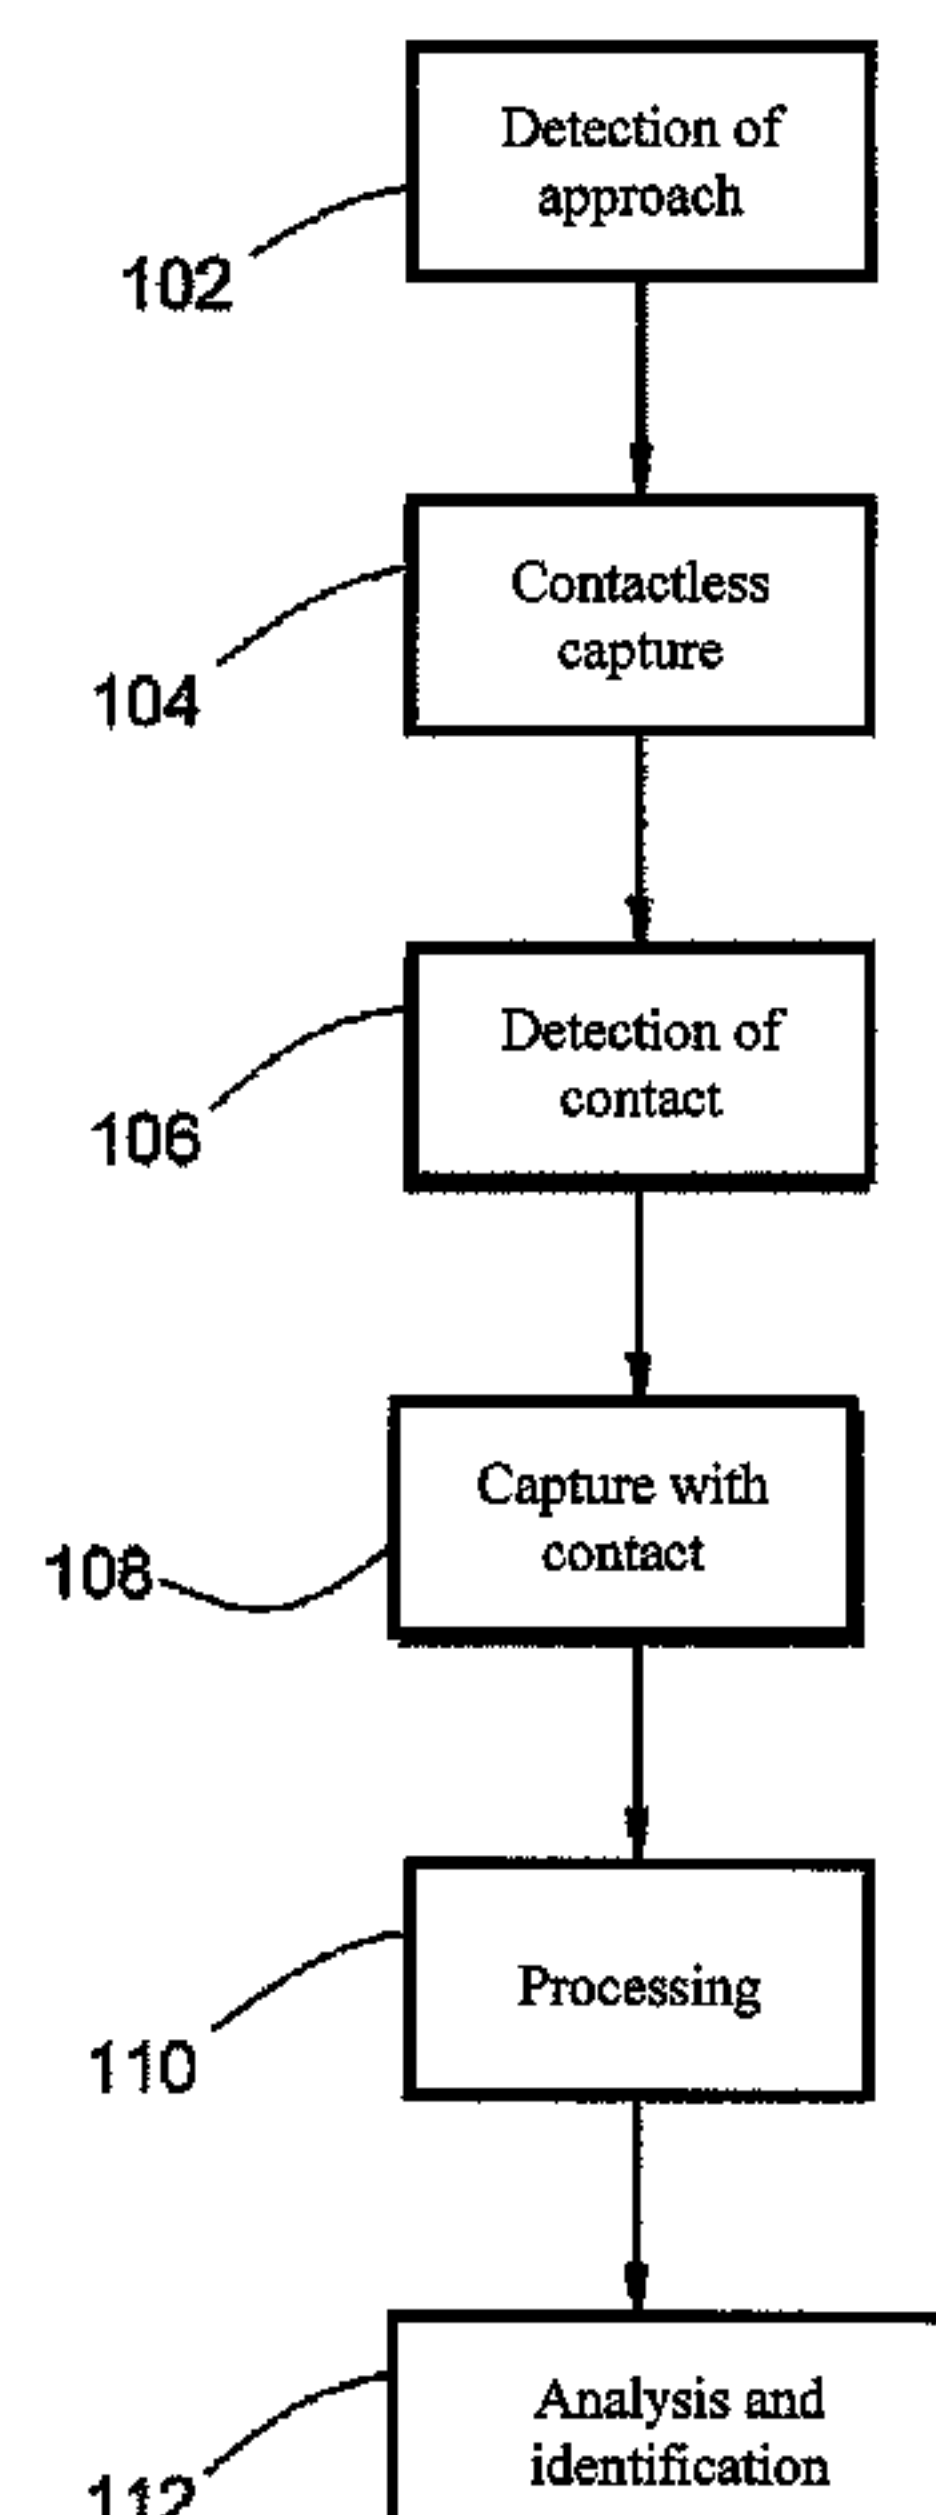 Detection of
approach
102
Contactless
capture
104
Detection of
contact
106
Capture with
contact
108
Processing
110
Analysis and
identification
112